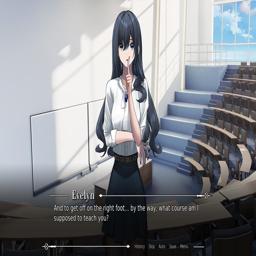 Evelyn
And to get off on the right foot... by the way, what course am I
supposed to teach you?
History Skip Auto Save Menu